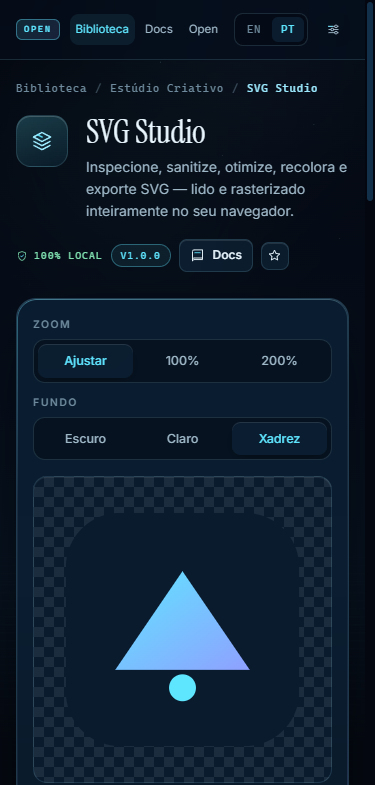 OPEN Biblioteca Docs Open EN PT
Biblioteca / Estúdio Criativo / SVG Studio
SVG Studio
Inspecione, sanitize, otimize, recolora e
exporte SVG — lido e rasterizado
inteiramente no seu navegador.
100% LOCAL V1.0.0 Docs
ZOOM
Ajustar 100% 200%
FUNDO
Escuro Claro Xadrez